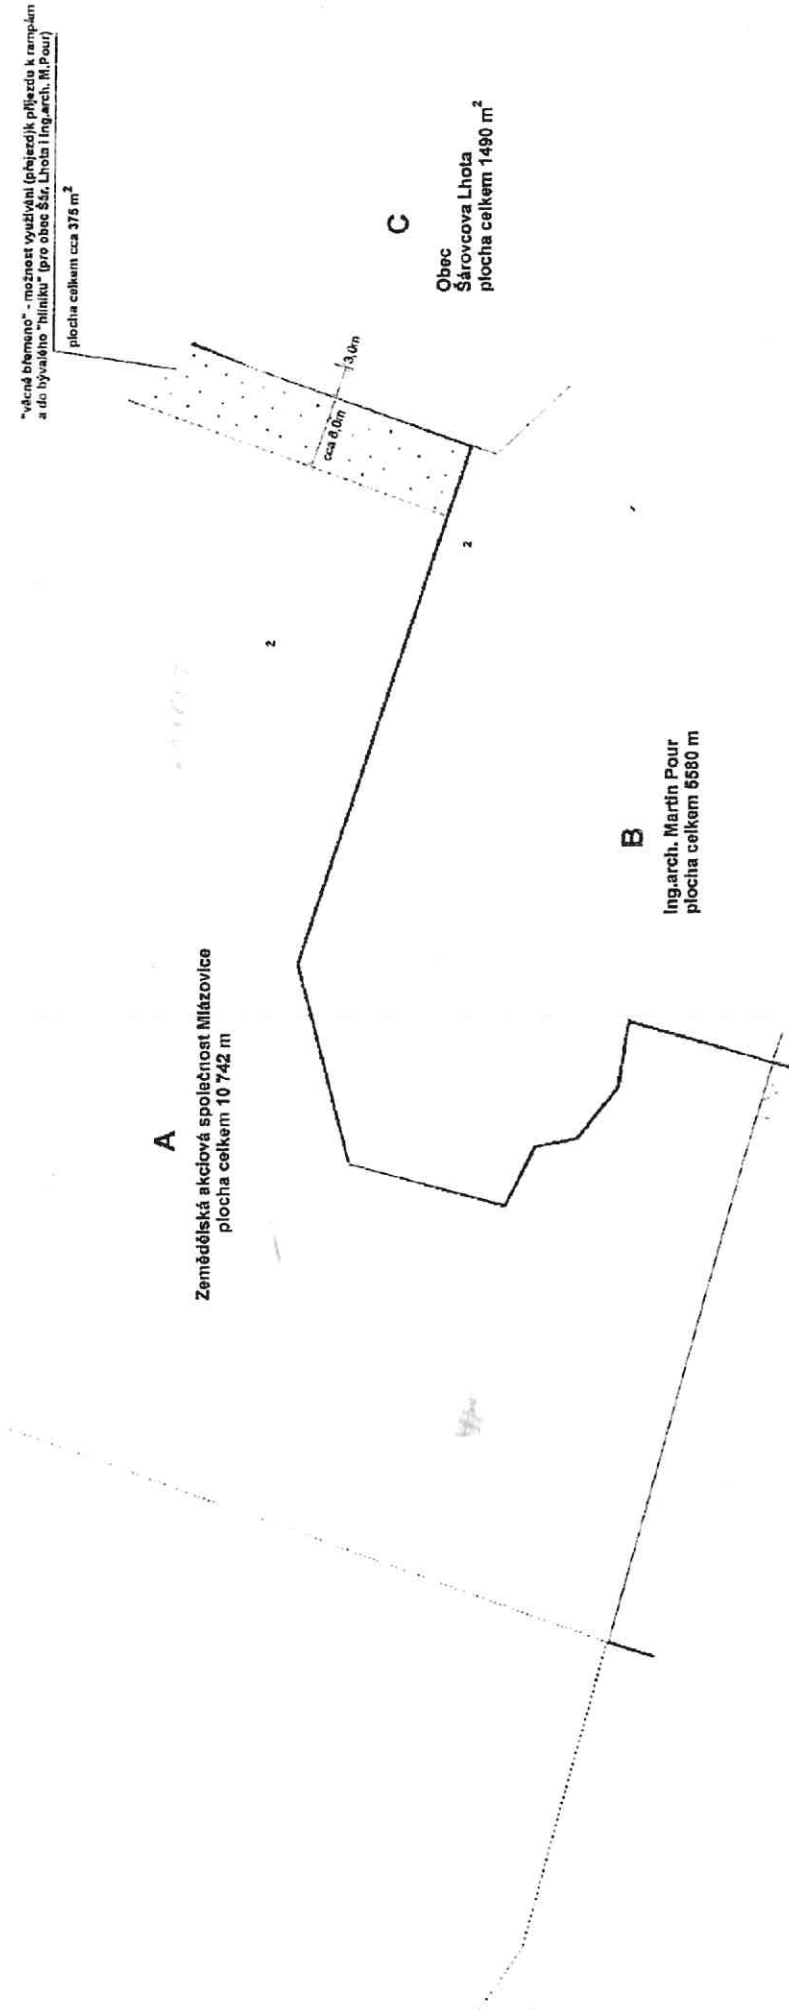 "věcné břemeno" - možnost využívání (přejezd)k příjezdu k rampám
a do bývalého "hliníku" (pro obec Šár. Lhota i Ing.arch. M.Pour)
plocha celkem cca 375 m²
C
Obec
Šárovcova Lhota
plocha celkem 1490 m²
3,0m
cca 8,0m
2
2
A
Zemědělská akciová společnost Mlázovice
plocha celkem 10 742 m
B
Ing.arch. Martin Pour
plocha celkem 5580 m